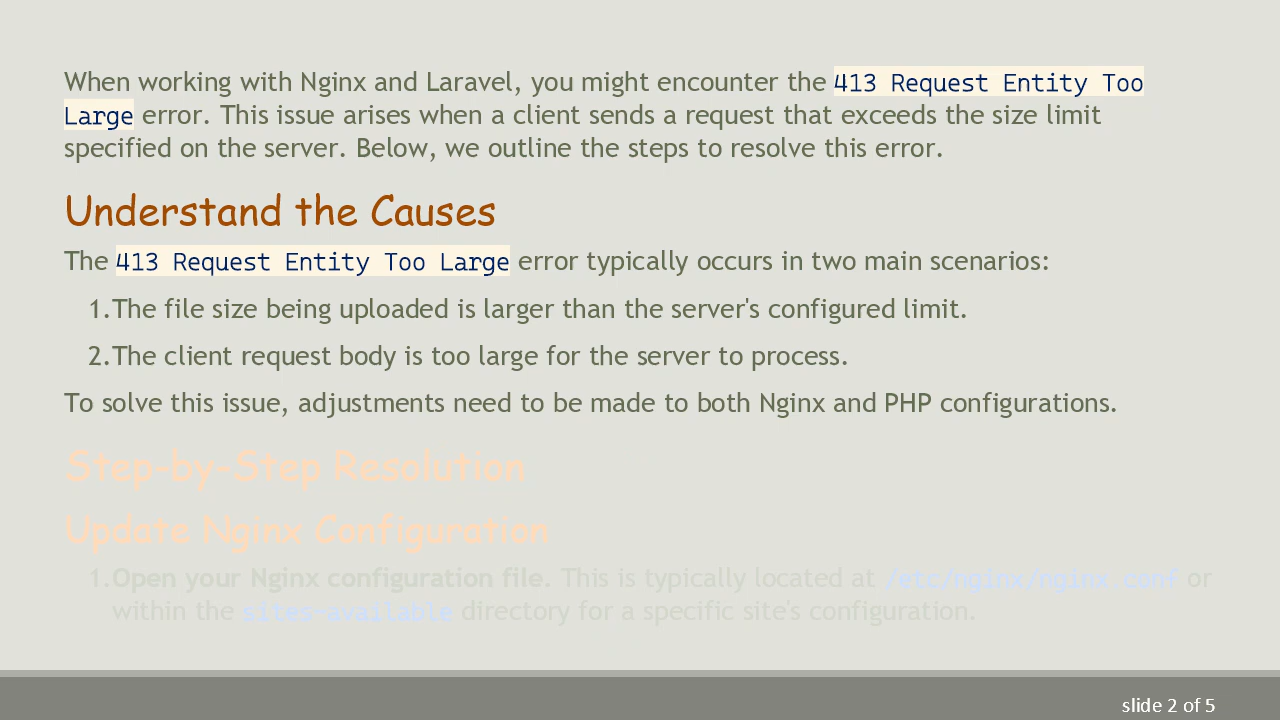 When working with Nginx and Laravel, you might encounter the 413 Request Entity Too
Large error. This issue arises when a client sends a request that exceeds the size limit
specified on the server. Below, we outline the steps to resolve this error.
Understand the Causes
The 413 Request Entity Too Large error typically occurs in two main scenarios:
1.The file size being uploaded is larger than the server's configured limit.
2.The client request body is too large for the server to process.
To solve this issue, adjustments need to be made to both Nginx and PHP configurations.
Step-by-Step Resolution
Update Nginx Configuration
1.Open your Nginx configuration file. This is typically located at /etc/nginx/nginx.conf or
within the sites-available directory for a specific site's configuration.
slide 2 of 5